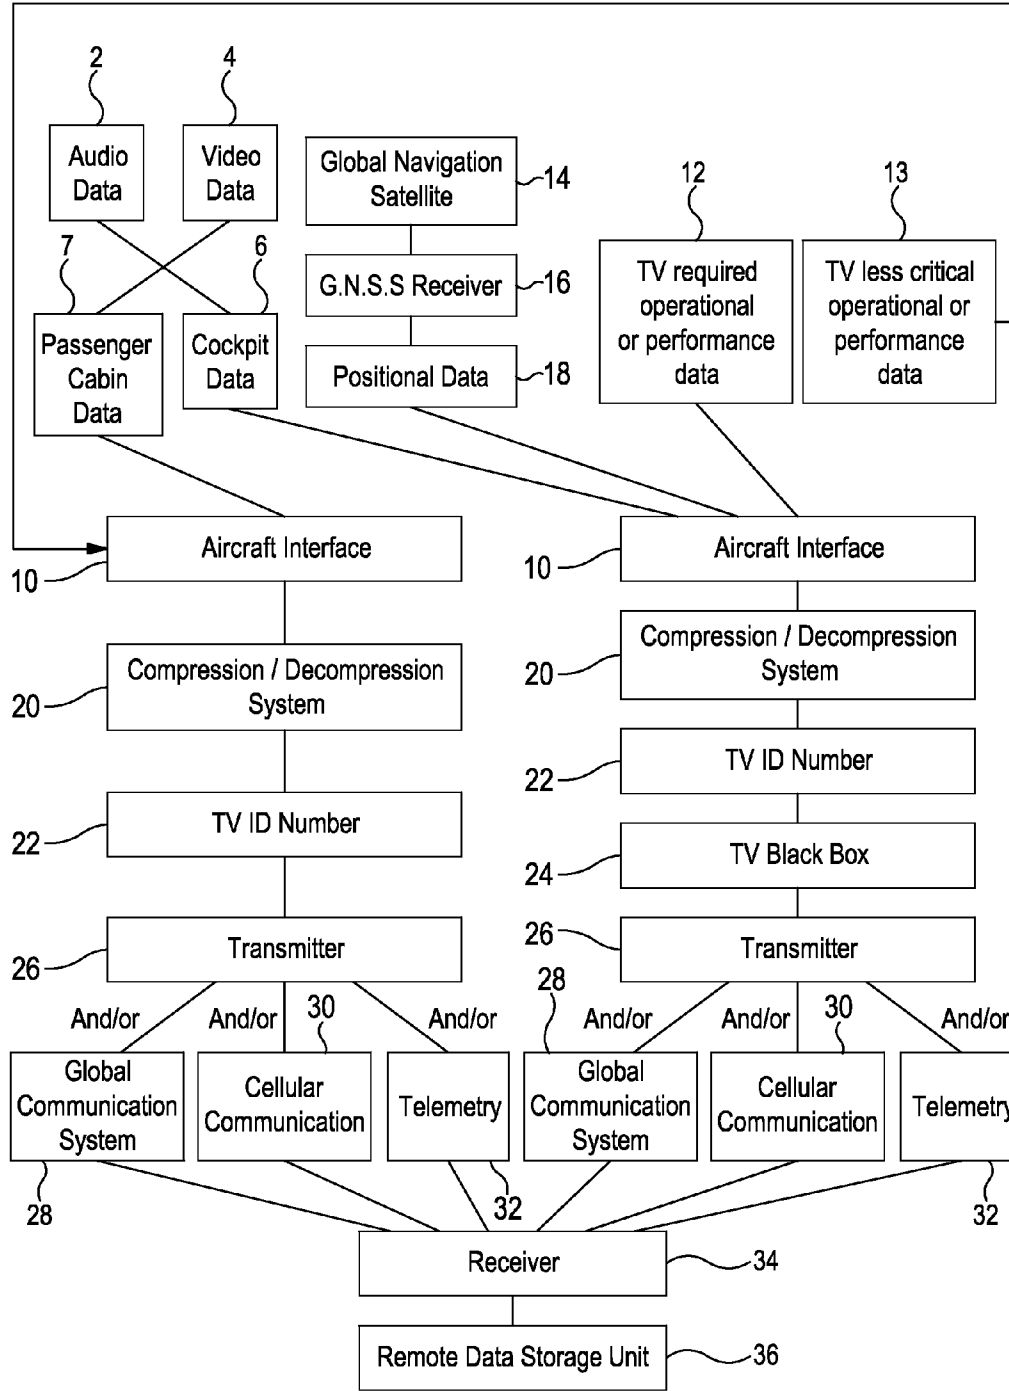 2
4
Audio
Data
Video
Data
Global Navigation
Satellite
14
12
13
7
6
G.N.S.S Receiver
16
TV required
operational
or performance
data
TV less critical
operational or
performance
data
Passenger
Cabin
Data
Cockpit
Data
Positional Data
18
Aircraft Interface
10
Aircraft Interface
10
Compression / Decompression
System
20
Compression / Decompression
System
20
TV ID Number
22
TV ID Number
22
TV Black Box
24
Transmitter
26
Transmitter
26
And/or
And/or
30
And/or
28
And/or
And/or
30
And/or
Global
Communication
System
28
Cellular
Communication
Telemetry
32
Global
Communication
System
Cellular
Communication
Telemetry
32
Receiver
34
Remote Data Storage Unit
36